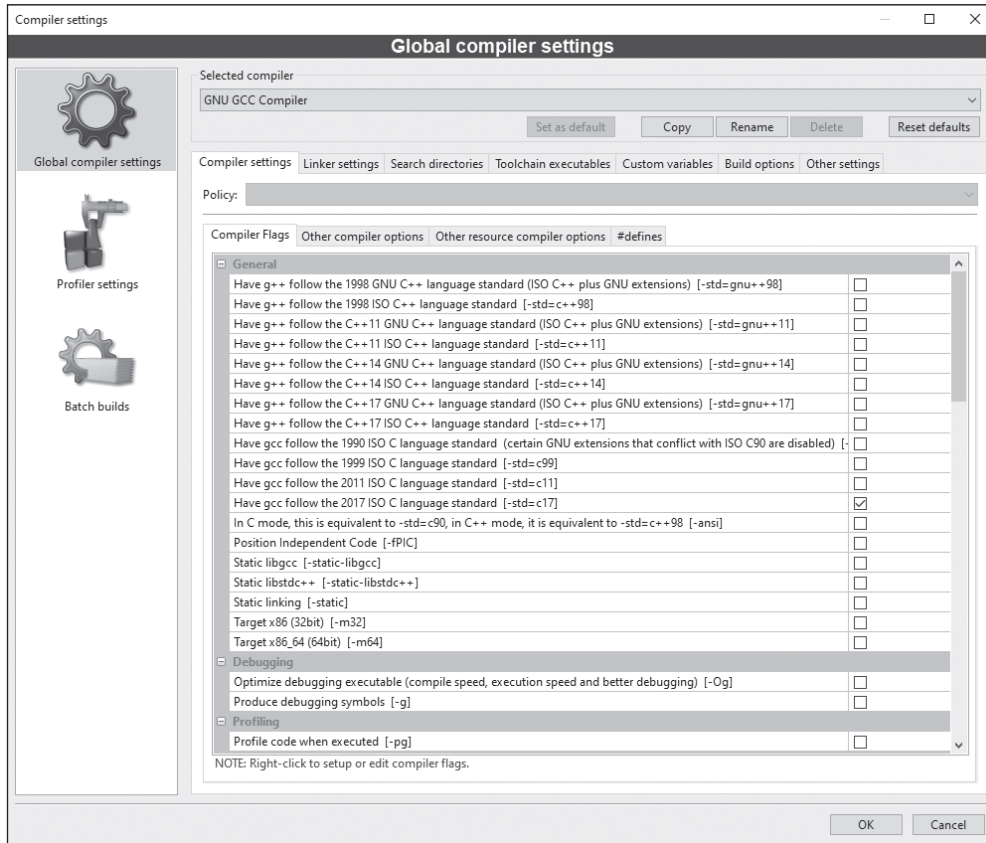 Compiler settings
Global compiler settings
Global compiler settings
Profiler settings
Batch builds
Selected compiler
GNU GCC Compiler
Set as default Copy Rename Delete Reset defaults
Compiler settings Linker settings Search directories Toolchain executables Custom variables Build options Other settings
Policy:
Compiler Flags Other compiler options Other resource compiler options #defines
General
Have g++ follow the 1998 GNU C++ language standard (ISO C++ plus GNU extensions) [-std=gnu++98]
Have g++ follow the 1998 ISO C++ language standard [-std=c++98]
Have g++ follow the C++11 GNU C++ language standard (ISO C++ plus GNU extensions) [-std=gnu++11]
Have g++ follow the C++11 ISO C++ language standard [-std=c++11]
Have g++ follow the C++14 GNU C++ language standard (ISO C++ plus GNU extensions) [-std=gnu++14]
Have g++ follow the C++14 ISO C++ language standard [-std=c++14]
Have g++ follow the C++17 GNU C++ language standard (ISO C++ plus GNU extensions) [-std=gnu++17]
Have g++ follow the C++17 ISO C++ language standard [-std=c++17]
Have gcc follow the 1990 ISO C language standard (certain GNU extensions that conflict with ISO C90 are disabled) [-
Have gcc follow the 1999 ISO C language standard [-std=c99]
Have gcc follow the 2011 ISO C language standard [-std=c11]
Have gcc follow the 2017 ISO C language standard [-std=c17]
In C mode, this is equivalent to -std=c90, in C++ mode, it is equivalent to -std=c++98 [-ansi]
Position Independent Code [-fPIC]
Static libgcc [-static-libgcc]
Static libstdc++ [-static-libstdc++]
Static linking [-static]
Target x86 (32bit) [-m32]
Target x86_64 (64bit) [-m64]
Debugging
Optimize debugging executable (compile speed, execution speed and better debugging) [-Og]
Produce debugging symbols [-g]
Profiling
Profile code when executed [-pg]
NOTE: Right-click to setup or edit compiler flags.
OK Cancel